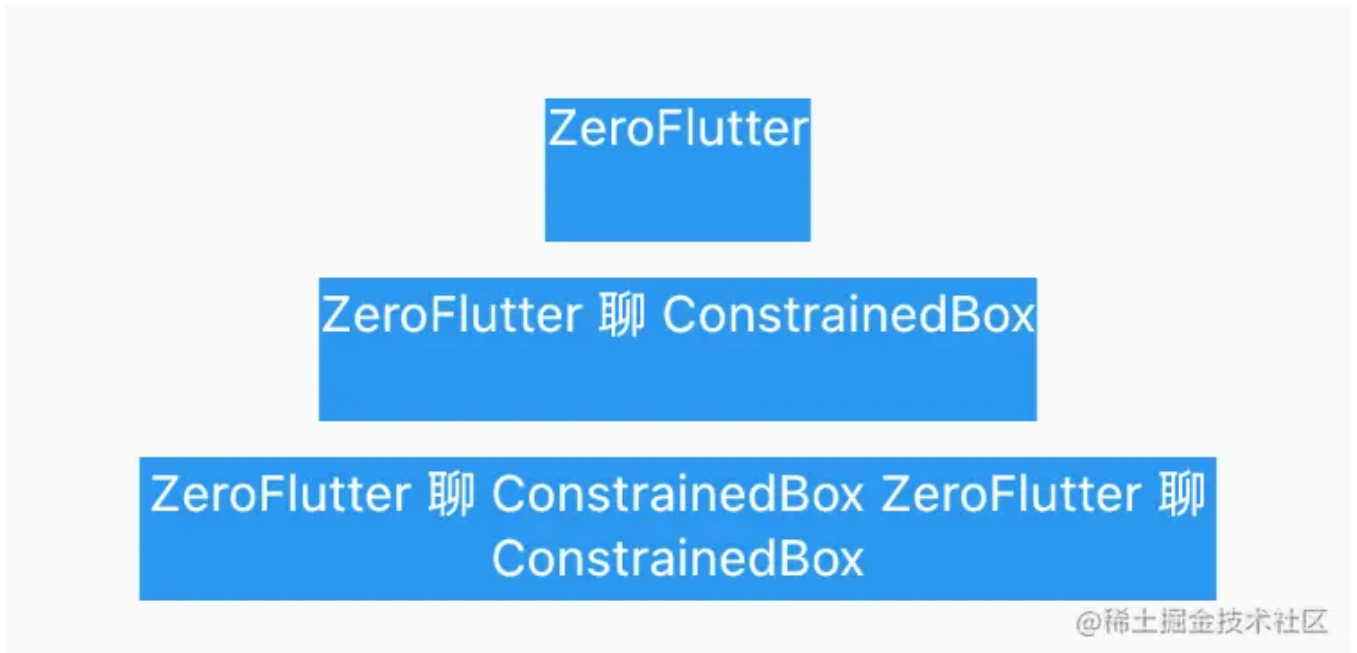 ZeroFlutter
ZeroFlutter 聊 ConstrainedBox
ZeroFlutter 聊 ConstrainedBox ZeroFlutter 聊
ConstrainedBox
@稀土掘金技术社区